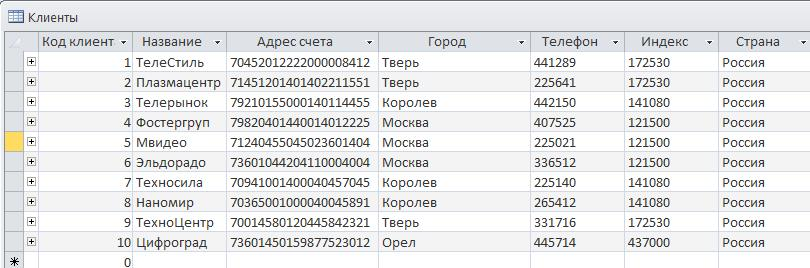 Клиенты
Код клиент Название Адрес счета Город Телефон Индекс Страна
1 ТелеСтиль 70452012222000008412 Тверь 441289 172530 Россия
2 Плазмацентр 71451201401402211551 Тверь 225641 172530 Россия
3 Телерынок 79210155000140114455 Королев 442150 141080 Россия
4 Фостергруп 79820401440014012225 Москва 407525 121500 Россия
5 Мвидео 71240455045023601404 Москва 225021 121500 Россия
6 Эльдорадо 73601044204110004004 Москва 336512 121500 Россия
7 Техносила 70941001400040457045 Королев 225140 141080 Россия
8 Наномир 70365001000040045891 Королев 265412 141080 Россия
9 ТехноЦентр 70014580120445842321 Тверь 331716 172530 Россия
10 Цифроград 73601450159877523012 Орел 445714 437000 Россия
0